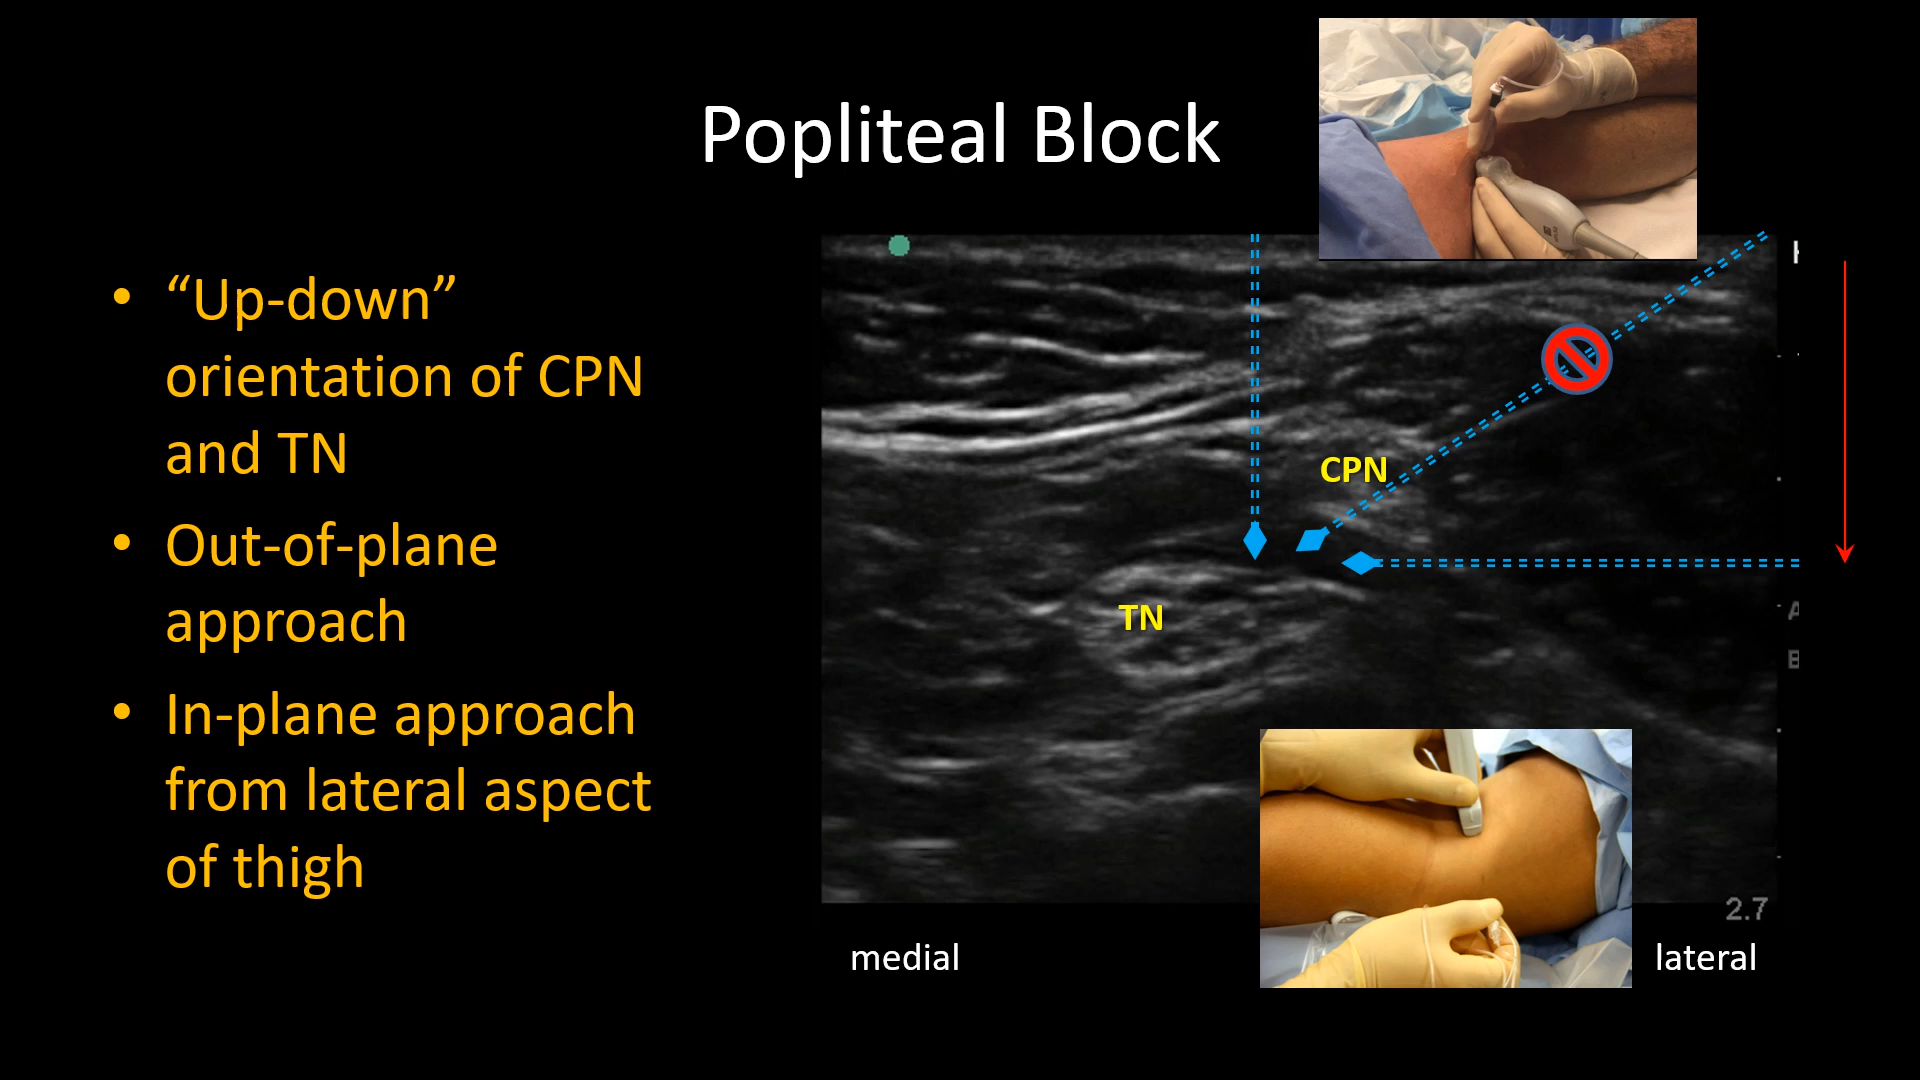 Popliteal Block
• “Up-down”
orientation of CPN
and TN
• Out-of-plane
approach
• In-plane approach
from lateral aspect
of thigh
CPN
TN
A
B
2.7
medial
lateral